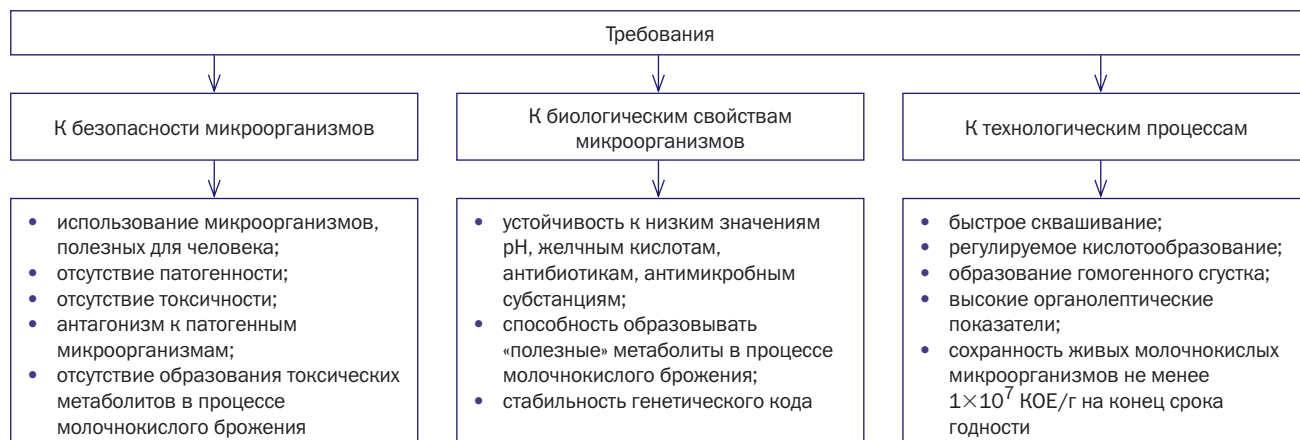 Требования
К безопасности микроорганизмов
К биологическим свойствам
микроорганизмов
К технологическим процессам
• использование микроорганизмов,
полезных для человека;
• отсутствие патогенности;
• отсутствие токсичности;
• антагонизм к патогенным
микроорганизмам;
• отсутствие образования токсических
метаболитов в процессе
молочнокислого брожения
• устойчивость к низким значениям
pH, желчным кислотам,
антибиотикам, антимикробным
субстанциям;
• способность образовывать
«полезные» метаболиты в процессе
молочнокислого брожения;
• стабильность генетического кода
• быстрое сквашивание;
• регулируемое кислотообразование;
• образование гомогенного сгустка;
• высокие органолептические
показатели;
• сохранность живых молочнокислых
микроорганизмов не менее
1×10⁷ КОЕ/г на конец срока
годности